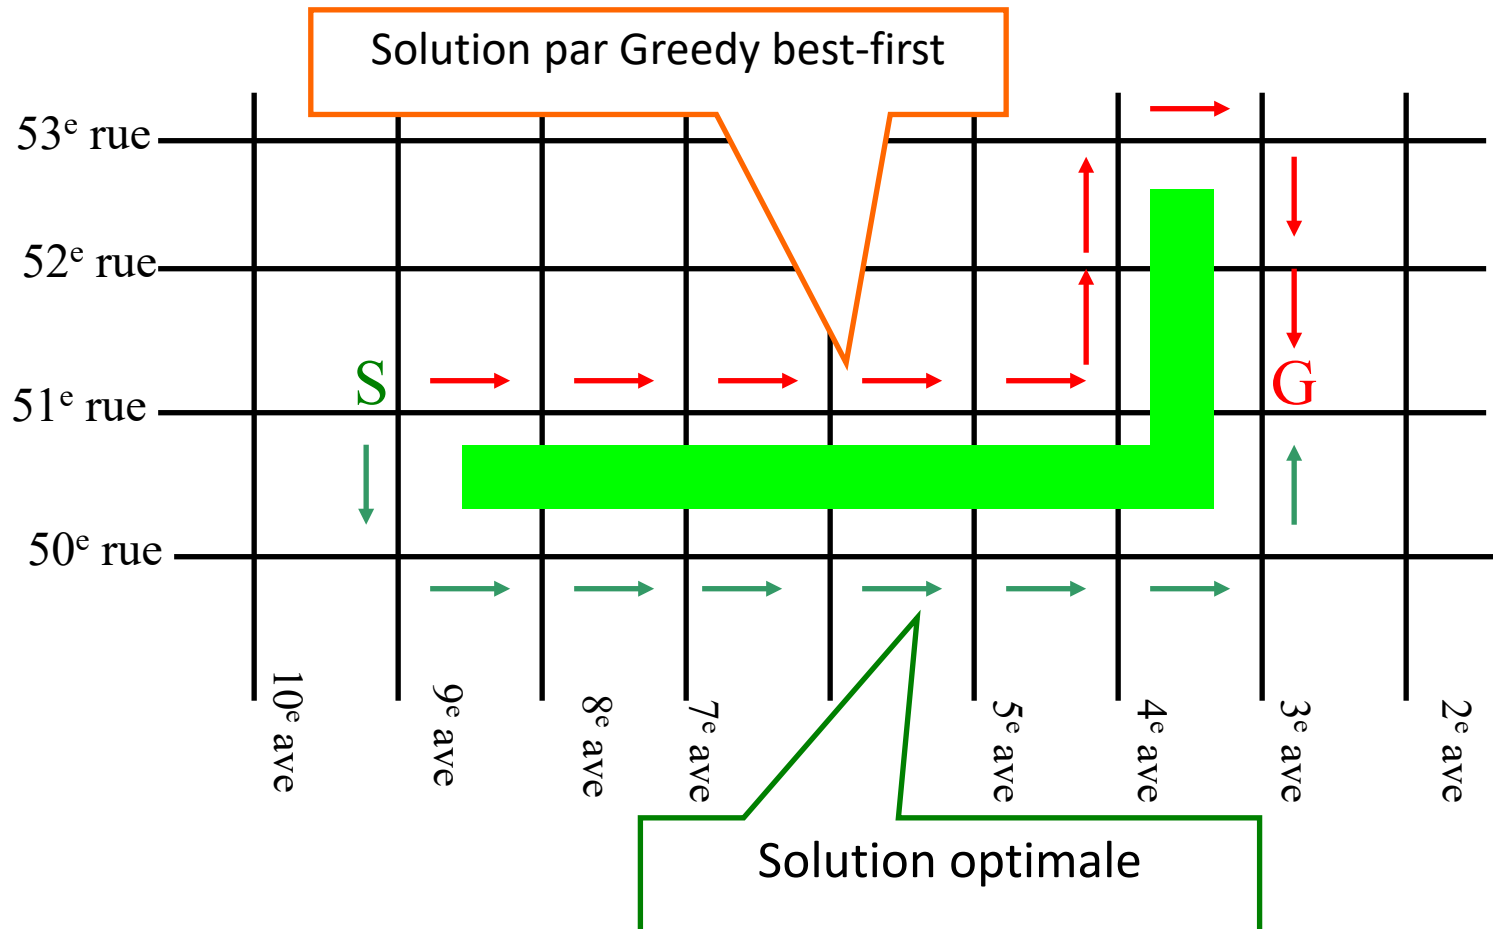 Solution par Greedy best-first
53e rue
52e rue
S
G
51e rue
50e rue
10e ave
9e ave
8e ave
7e ave
5e ave
4e ave
3e ave
2e ave
Solution optimale